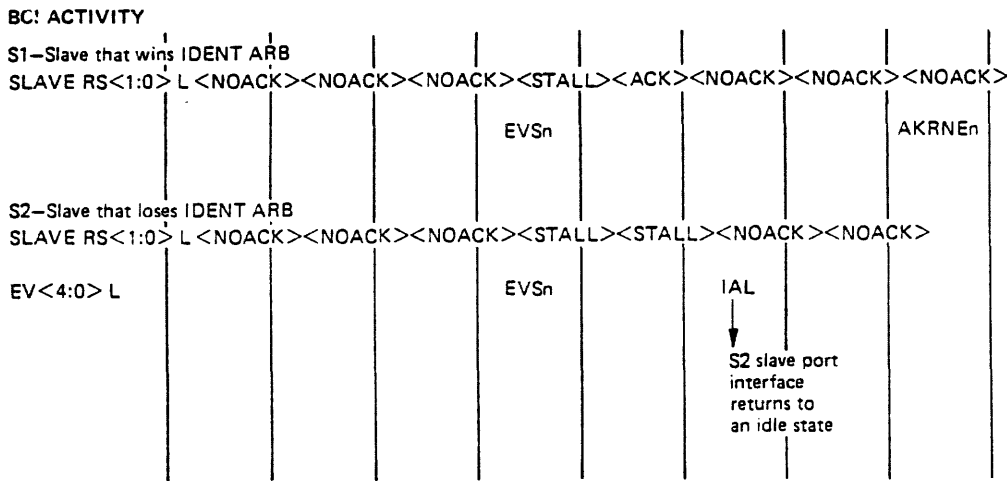 BCI ACTIVITY
S1–Slave that wins IDENT ARB
SLAVE RS<1:0> L <NOACK><NOACK><NOACK><STALL><ACK><NOACK><NOACK><NOACK>
EVSn AKRNEn
S2–Slave that loses IDENT ARB
SLAVE RS<1:0> L <NOACK><NOACK><NOACK><STALL><STALL><NOACK><NOACK>
EV<4:0> L EVSn IAL
S2 slave port
interface
returns to
an idle state